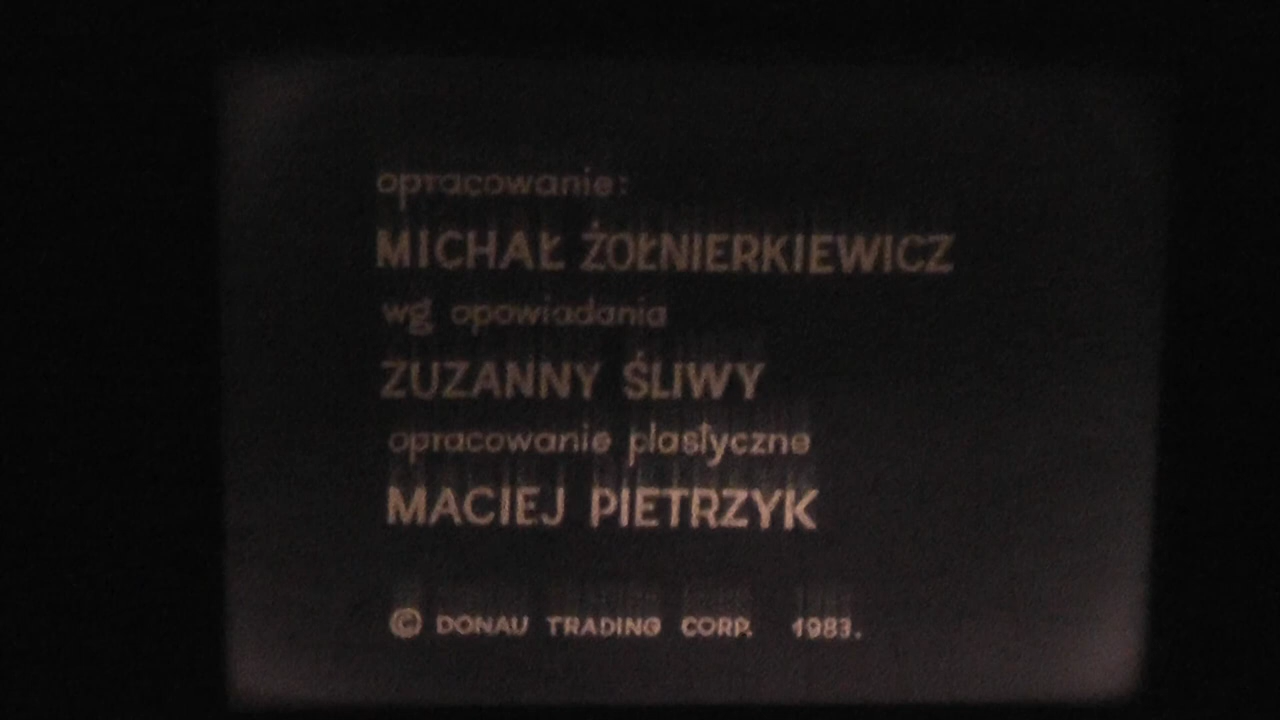 opracowanie:
MICHAŁ ŻOŁNIERKIEWICZ
wg opowiadania
ZUZANNY ŚLIWY
opracowanie plastyczne
MACIEJ PIETRZYK
© DONAU TRADING CORP. 1983.